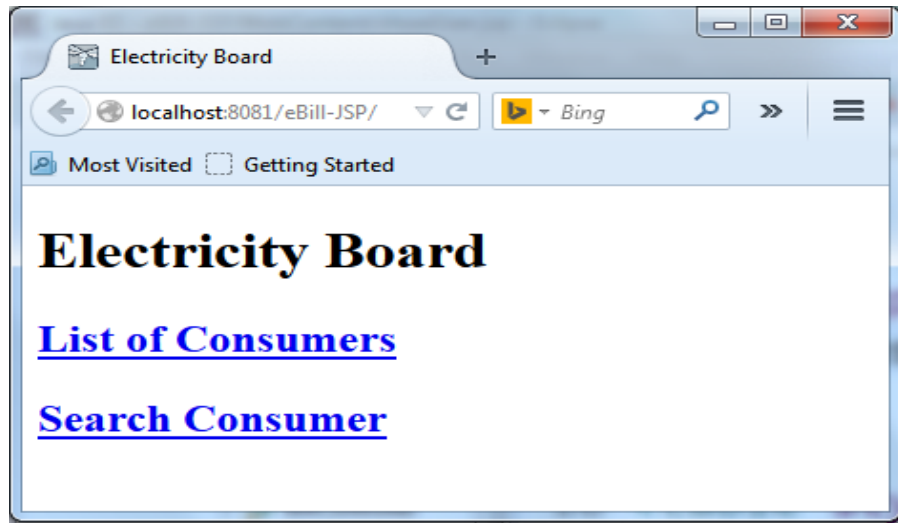 Electricity Board
localhost:8081/eBill-JSP/ Bing
Most Visited Getting Started
Electricity Board
List of Consumers
Search Consumer